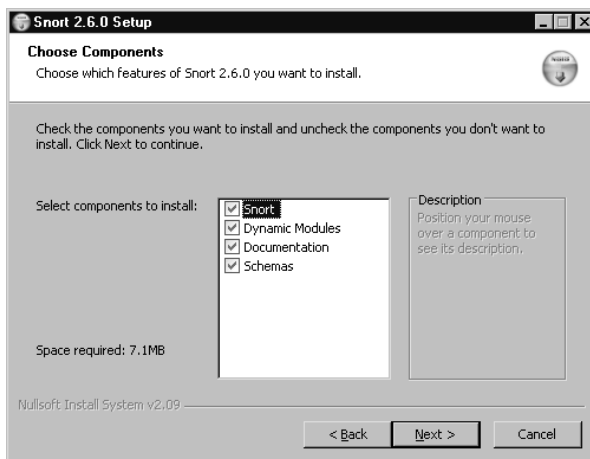 Snort 2.6.0 Setup
Choose Components
Choose which features of Snort 2.6.0 you want to install.
Check the components you want to install and uncheck the components you don't want to
install. Click Next to continue.
Select components to install:
Snort
Dynamic Modules
Documentation
Schemas
Description
Position your mouse
over a component to
see its description.
Space required: 7.1MB
Nullsoft Install System v2.09
< Back
Next >
Cancel